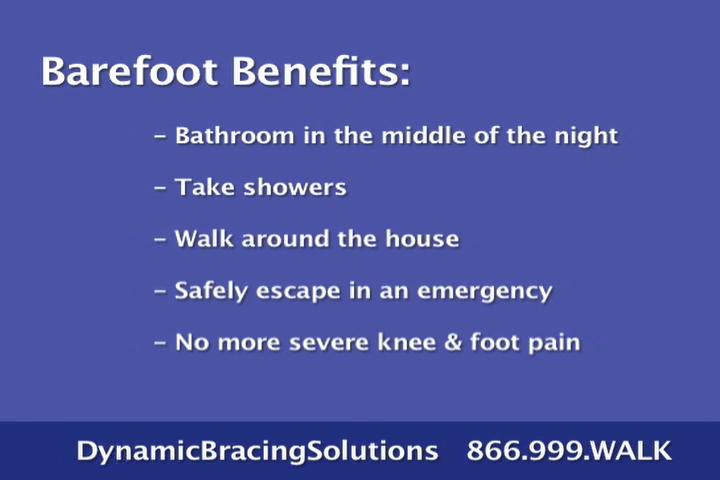 Barefoot Benefits:
– Bathroom in the middle of the night
– Take showers
– Walk around the house
– Safely escape in an emergency
– No more severe knee & foot pain
DynamicBracingSolutions 866.999.WALK